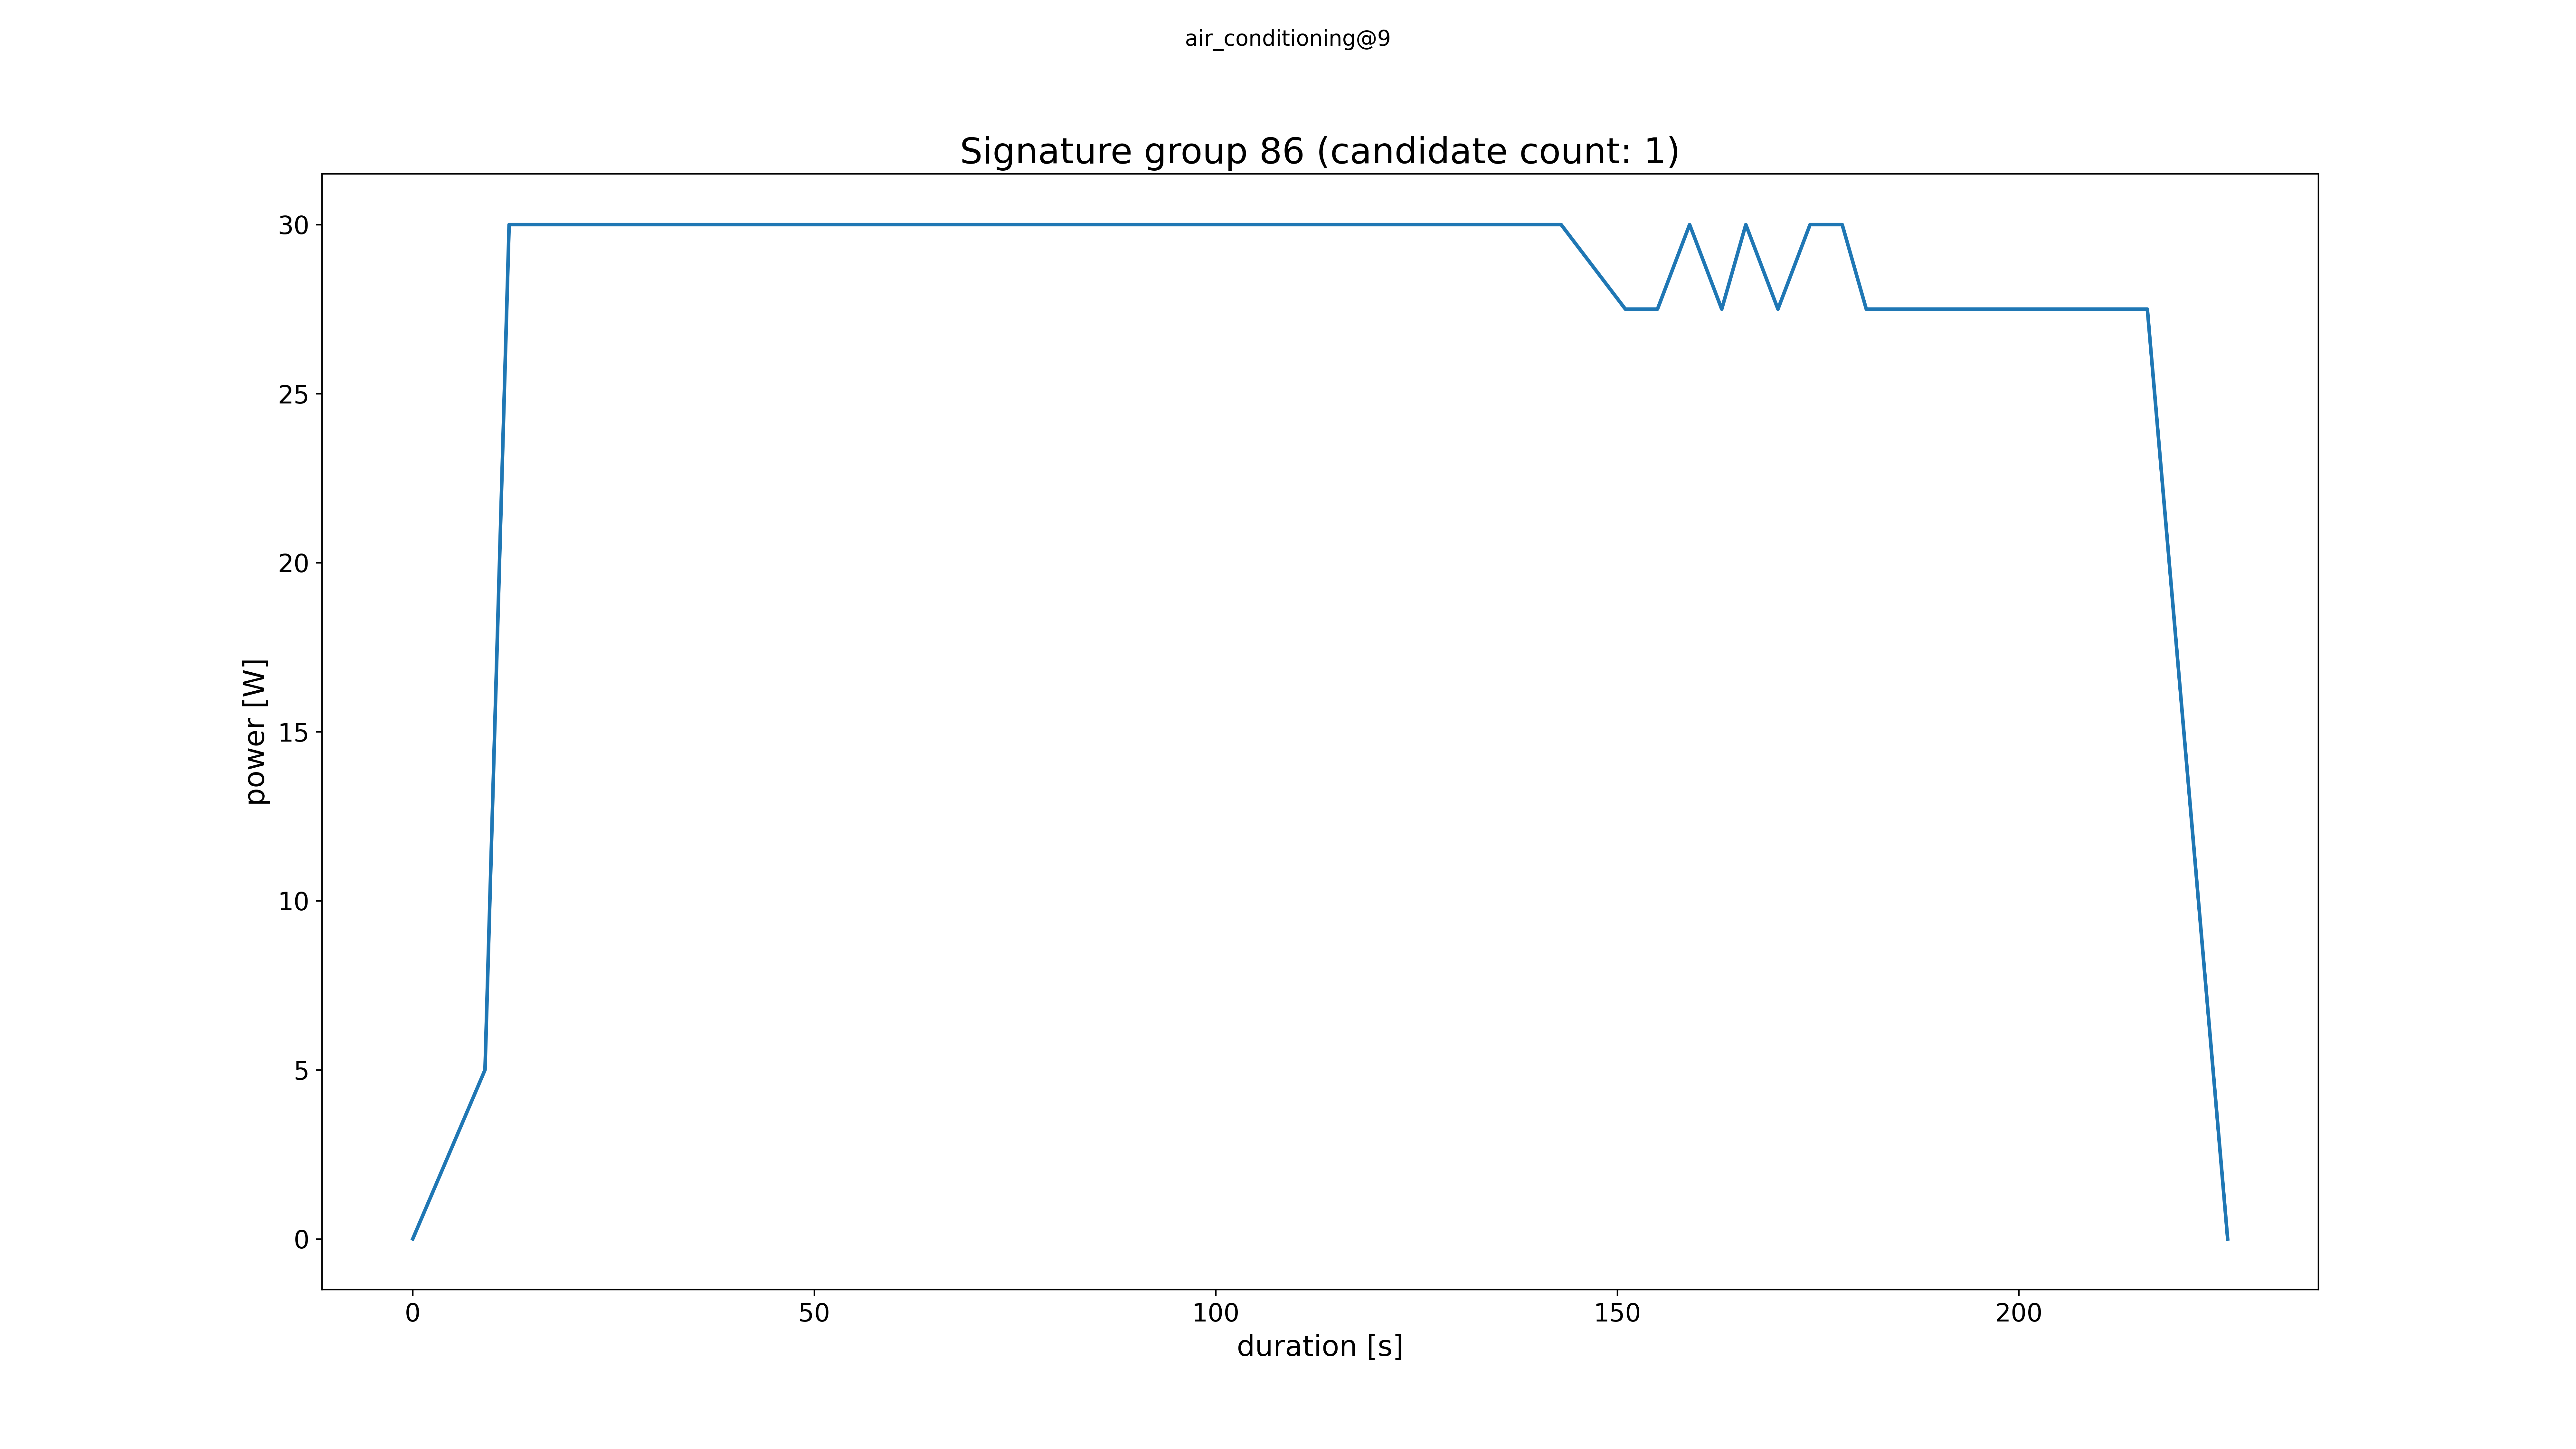 air_conditioning@9
Signature group 86 (candidate count: 1)
30
25
20
15
10
5
0
power [W]
0 50 100 150 200
duration [s]